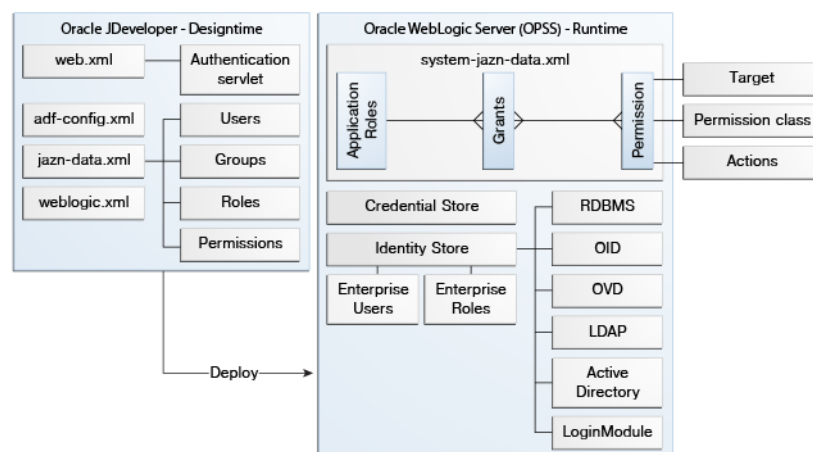 Oracle JDeveloper - Designtime
web.xml
Authentication
servlet
adf-config.xml
Users
jazn-data.xml
Groups
weblogic.xml
Roles
Permissions
Deploy
Oracle WebLogic Server (OPSS) - Runtime
system-jazn-data.xml
Application
Roles
Grants
Permission
Target
Permission class
Actions
Credential Store
Identity Store
Enterprise
Users
Enterprise
Roles
RDBMS
OID
OVD
LDAP
Active
Directory
LoginModule